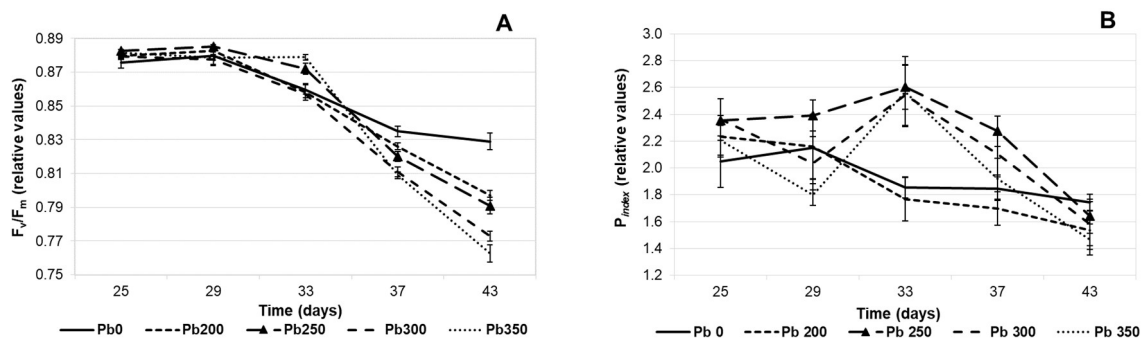 A
0.89
0.87
0.85
0.83
0.81
0.79
0.77
0.75
Fv/Fm (relative values)
25 29 33 37 43
Time (days)
Pb0 Pb200 Pb250 Pb300 Pb350
B
3.0
2.8
2.6
2.4
2.2
2.0
1.8
1.6
1.4
1.2
Pindex (relative values)
25 29 33 37 43
Time (days)
Pb 0 Pb 200 Pb 250 Pb 300 Pb 350